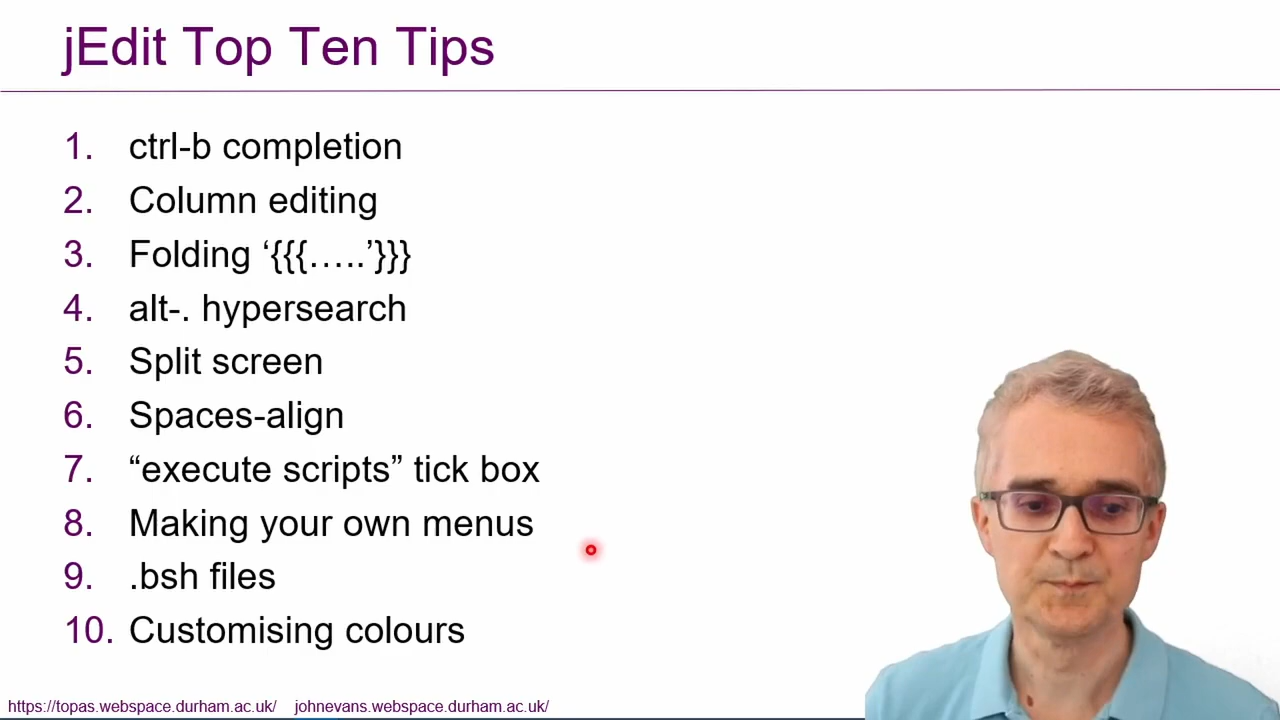 jEdit Top Ten Tips
1. ctrl-b completion
2. Column editing
3. Folding ‘{{{…..’}}}
4. alt-. hypersearch
5. Split screen
6. Spaces-align
7. “execute scripts” tick box
8. Making your own menus
9. .bsh files
10. Customising colours
https://topas.webspace.durham.ac.uk/ johnevans.webspace.durham.ac.uk/